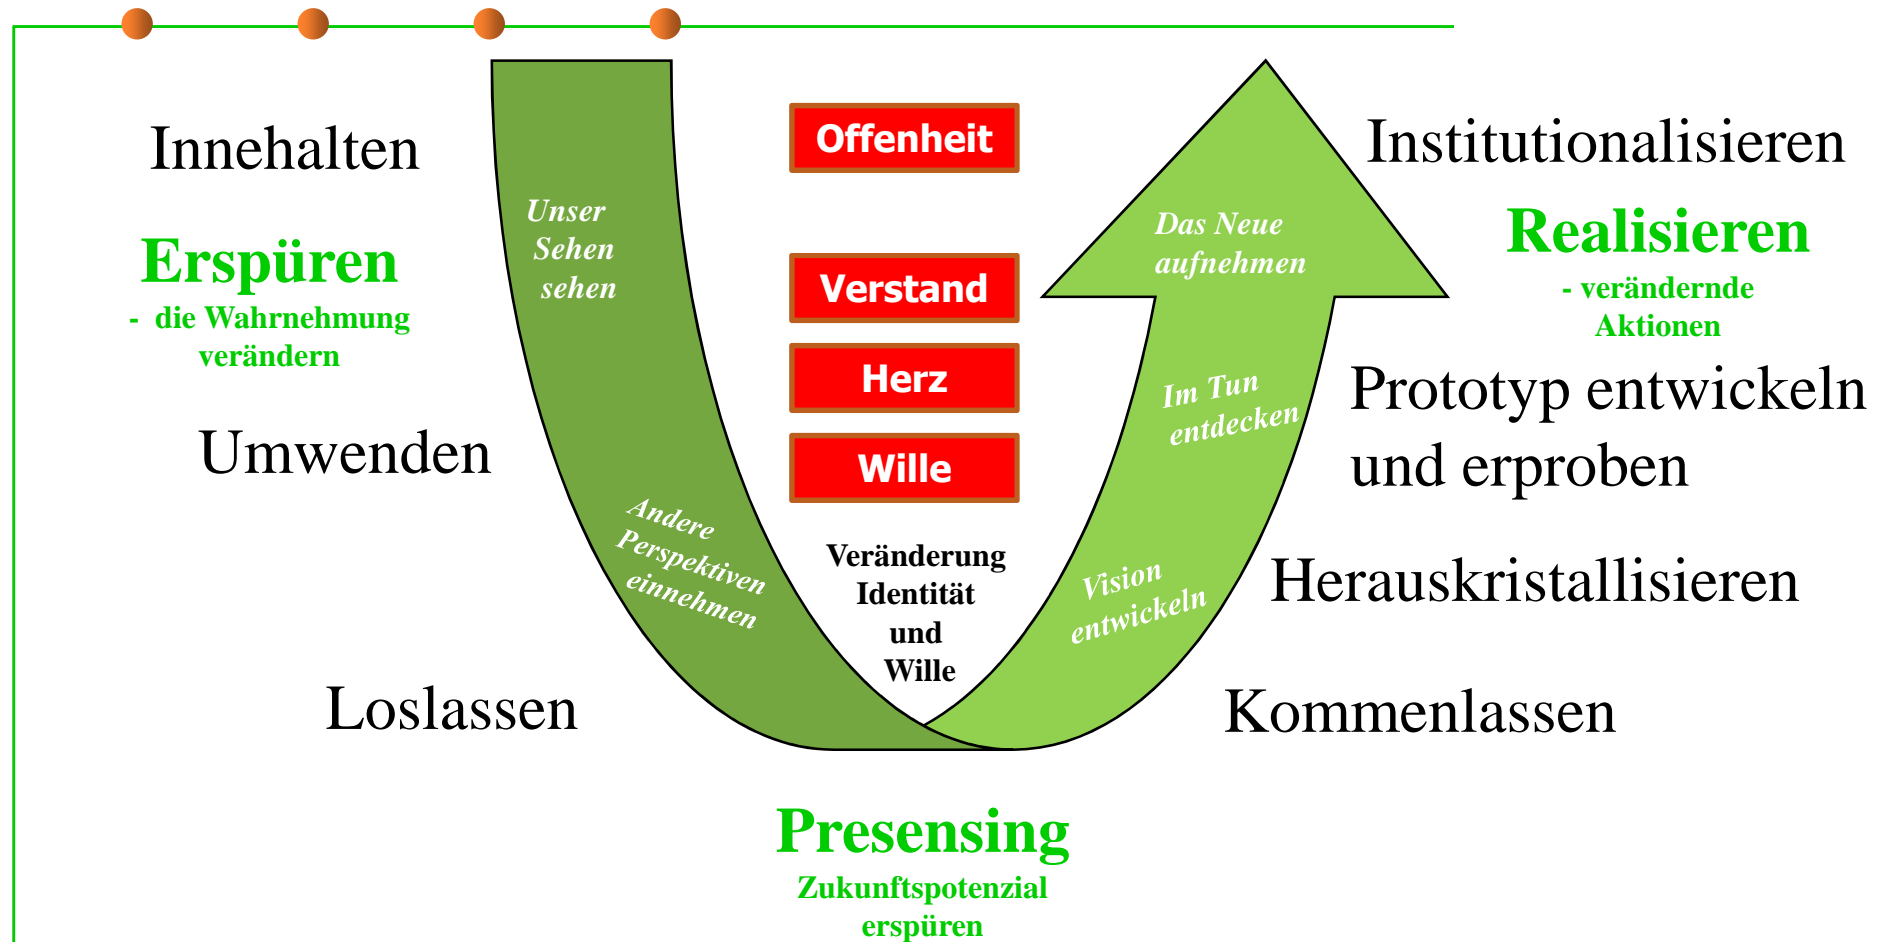 Innehalten
Erspüren
-  die Wahrnehmung
verändern
Umwenden
Loslassen
Unser
Sehen
sehen
Andere
Perspektiven
einnehmen
Offenheit
Verstand
Herz
Wille
Veränderung
Identität
und
Wille
Presensing
Zukunftspotenzial
erspüren
Das Neue
aufnehmen
Im Tun
entdecken
Vision
entwickeln
Institutionalisieren
Realisieren
- verändernde
Aktionen
Prototyp entwickeln
und erproben
Herauskristallisieren
Kommenlassen